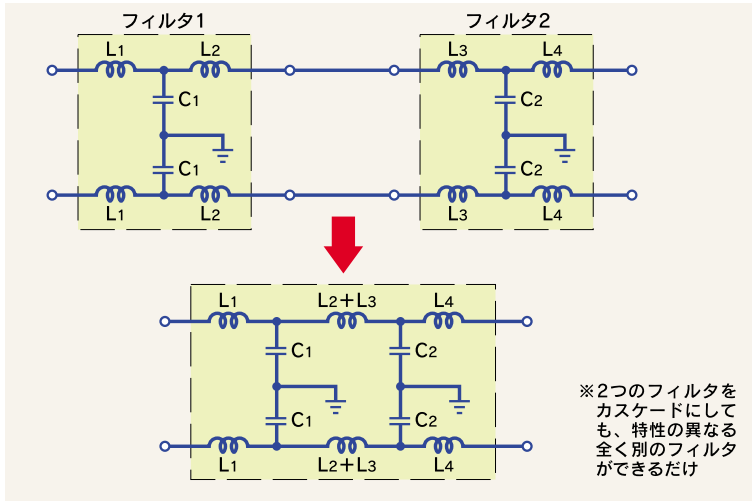 フィルタ1 フィルタ2
L1 L2 L3 L4
C1 C2
C1 C2
L1 L2 L3 L4
L1 L2+L3 L4
C1 C2
C1 C2
L1 L2+L3 L4
※2つのフィルタを
カスケードにして
も、特性の異なる
全く別のフィルタ
ができるだけ